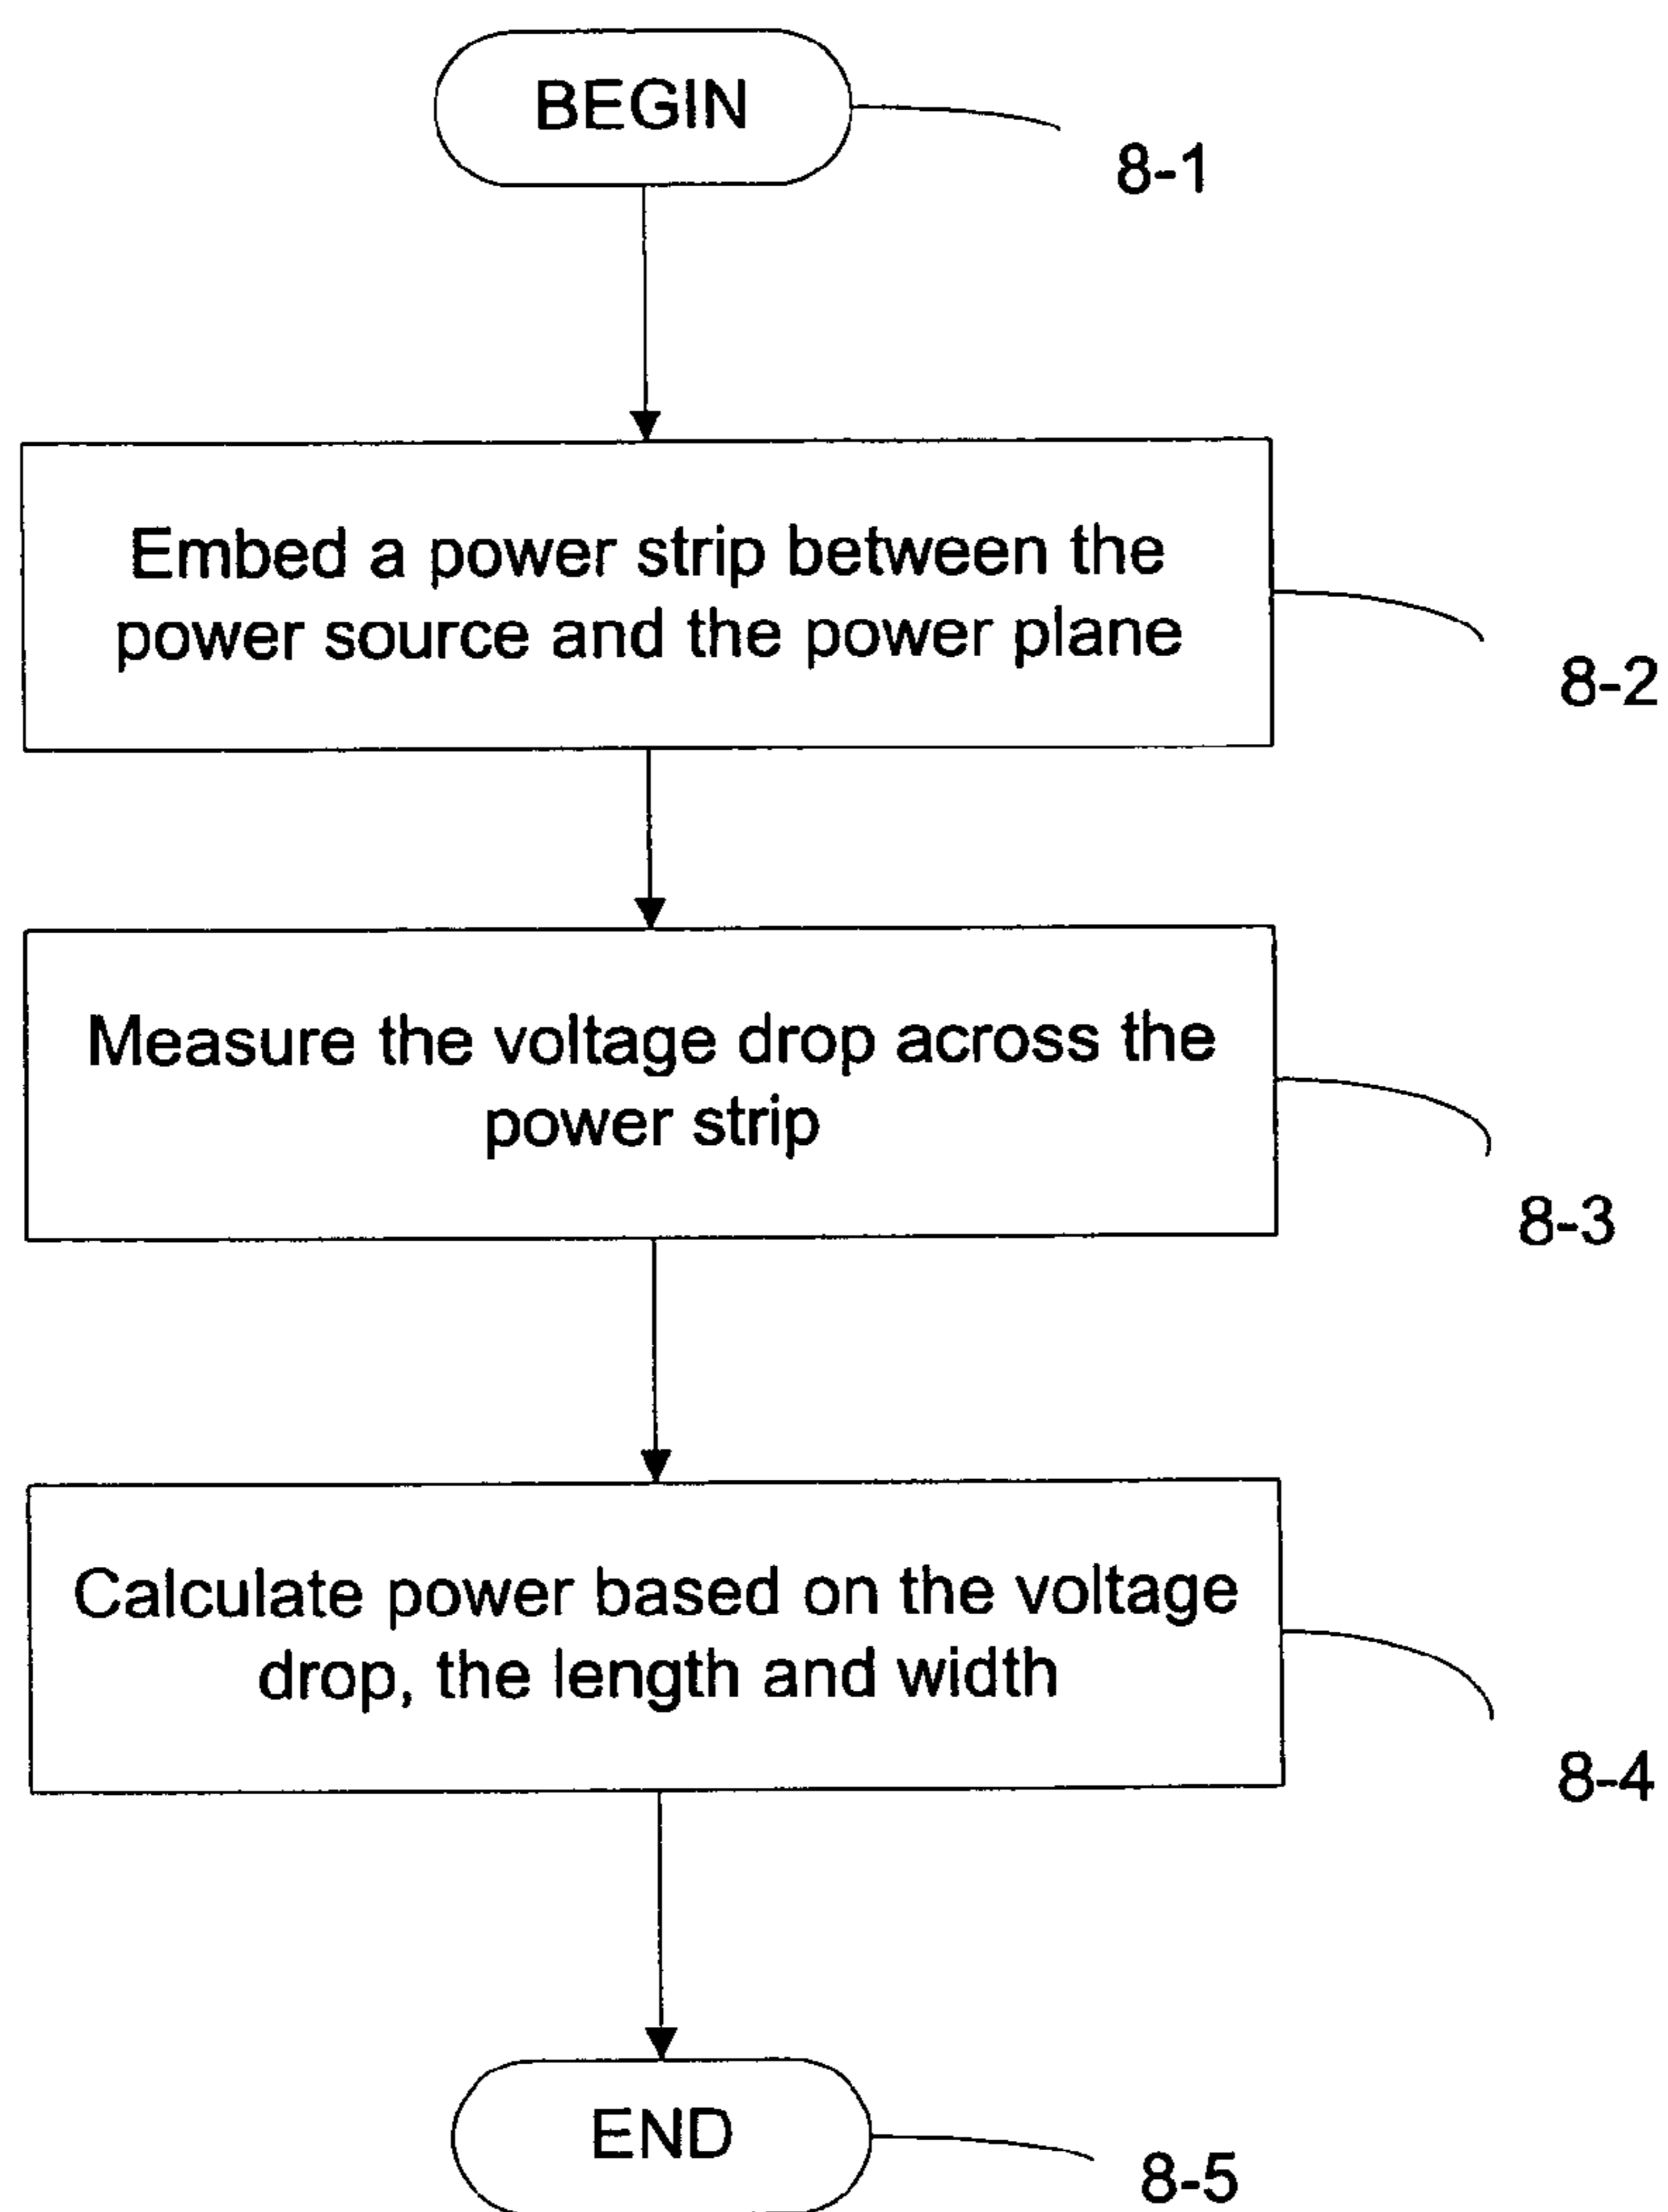 BEGIN
8-1
Embed a power strip between the
power source and the power plane
8-2
Measure the voltage drop across the
power strip
8-3
Calculate power based on the voltage
drop, the length and width
8-4
END
8-5